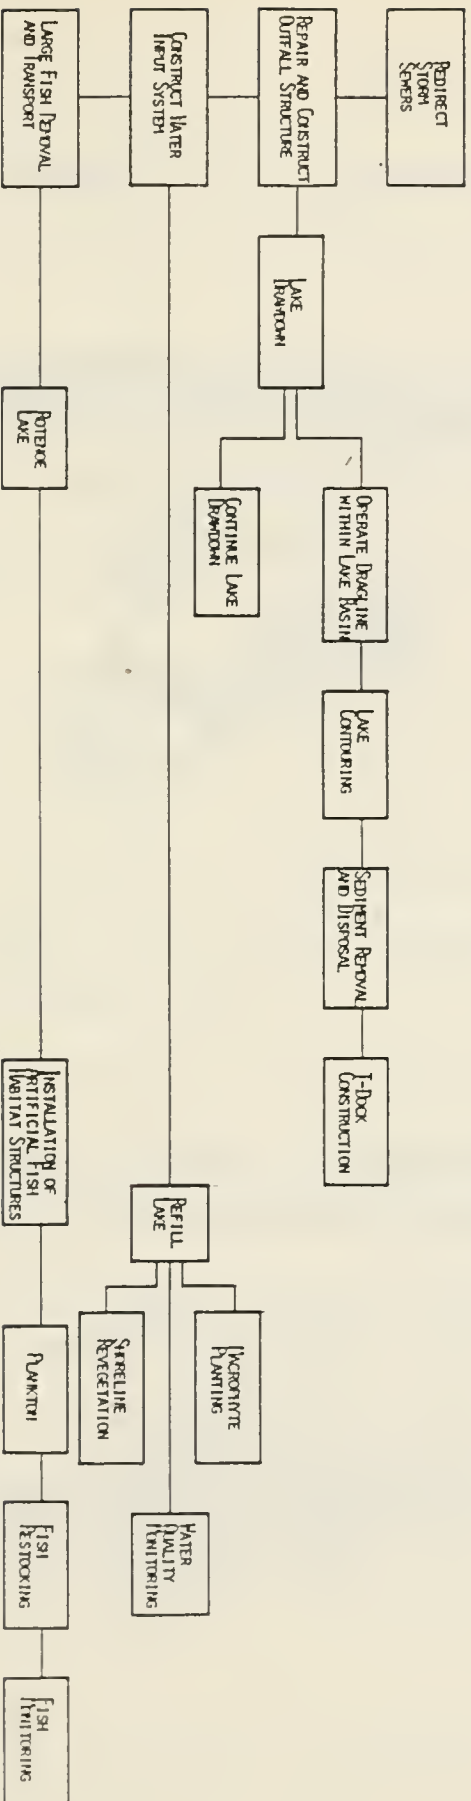 REDIRECT
STORM
SEWERS
REPAIR AND CONSTRUCT
OUTFALL STRUCTURE
CONSTRUCT WATER
INPUT SYSTEM
LARGE FISH REMOVAL
AND TRANSPORT
LAKE
DRAWDOWN
OPERATE DRAGLINE
WITHIN LAKE BASIN
CONTINUE LAKE
DRAWDOWN
LAKE
CONTOURING
SEDIMENT REMOVAL
AND DISPOSAL
T-DOCK
CONSTRUCTION
ROTENOE
LAKE
REFILL
LAKE
MACROPHYTE
PLANTING
SHORELINE
REVEGETATION
WATER
QUALITY
MONITORING
INSTALLATION OF
ARTIFICIAL FISH
HABITAT STRUCTURES
PLANKTON
FISH
RESTOCKING
FISH
MONITORING